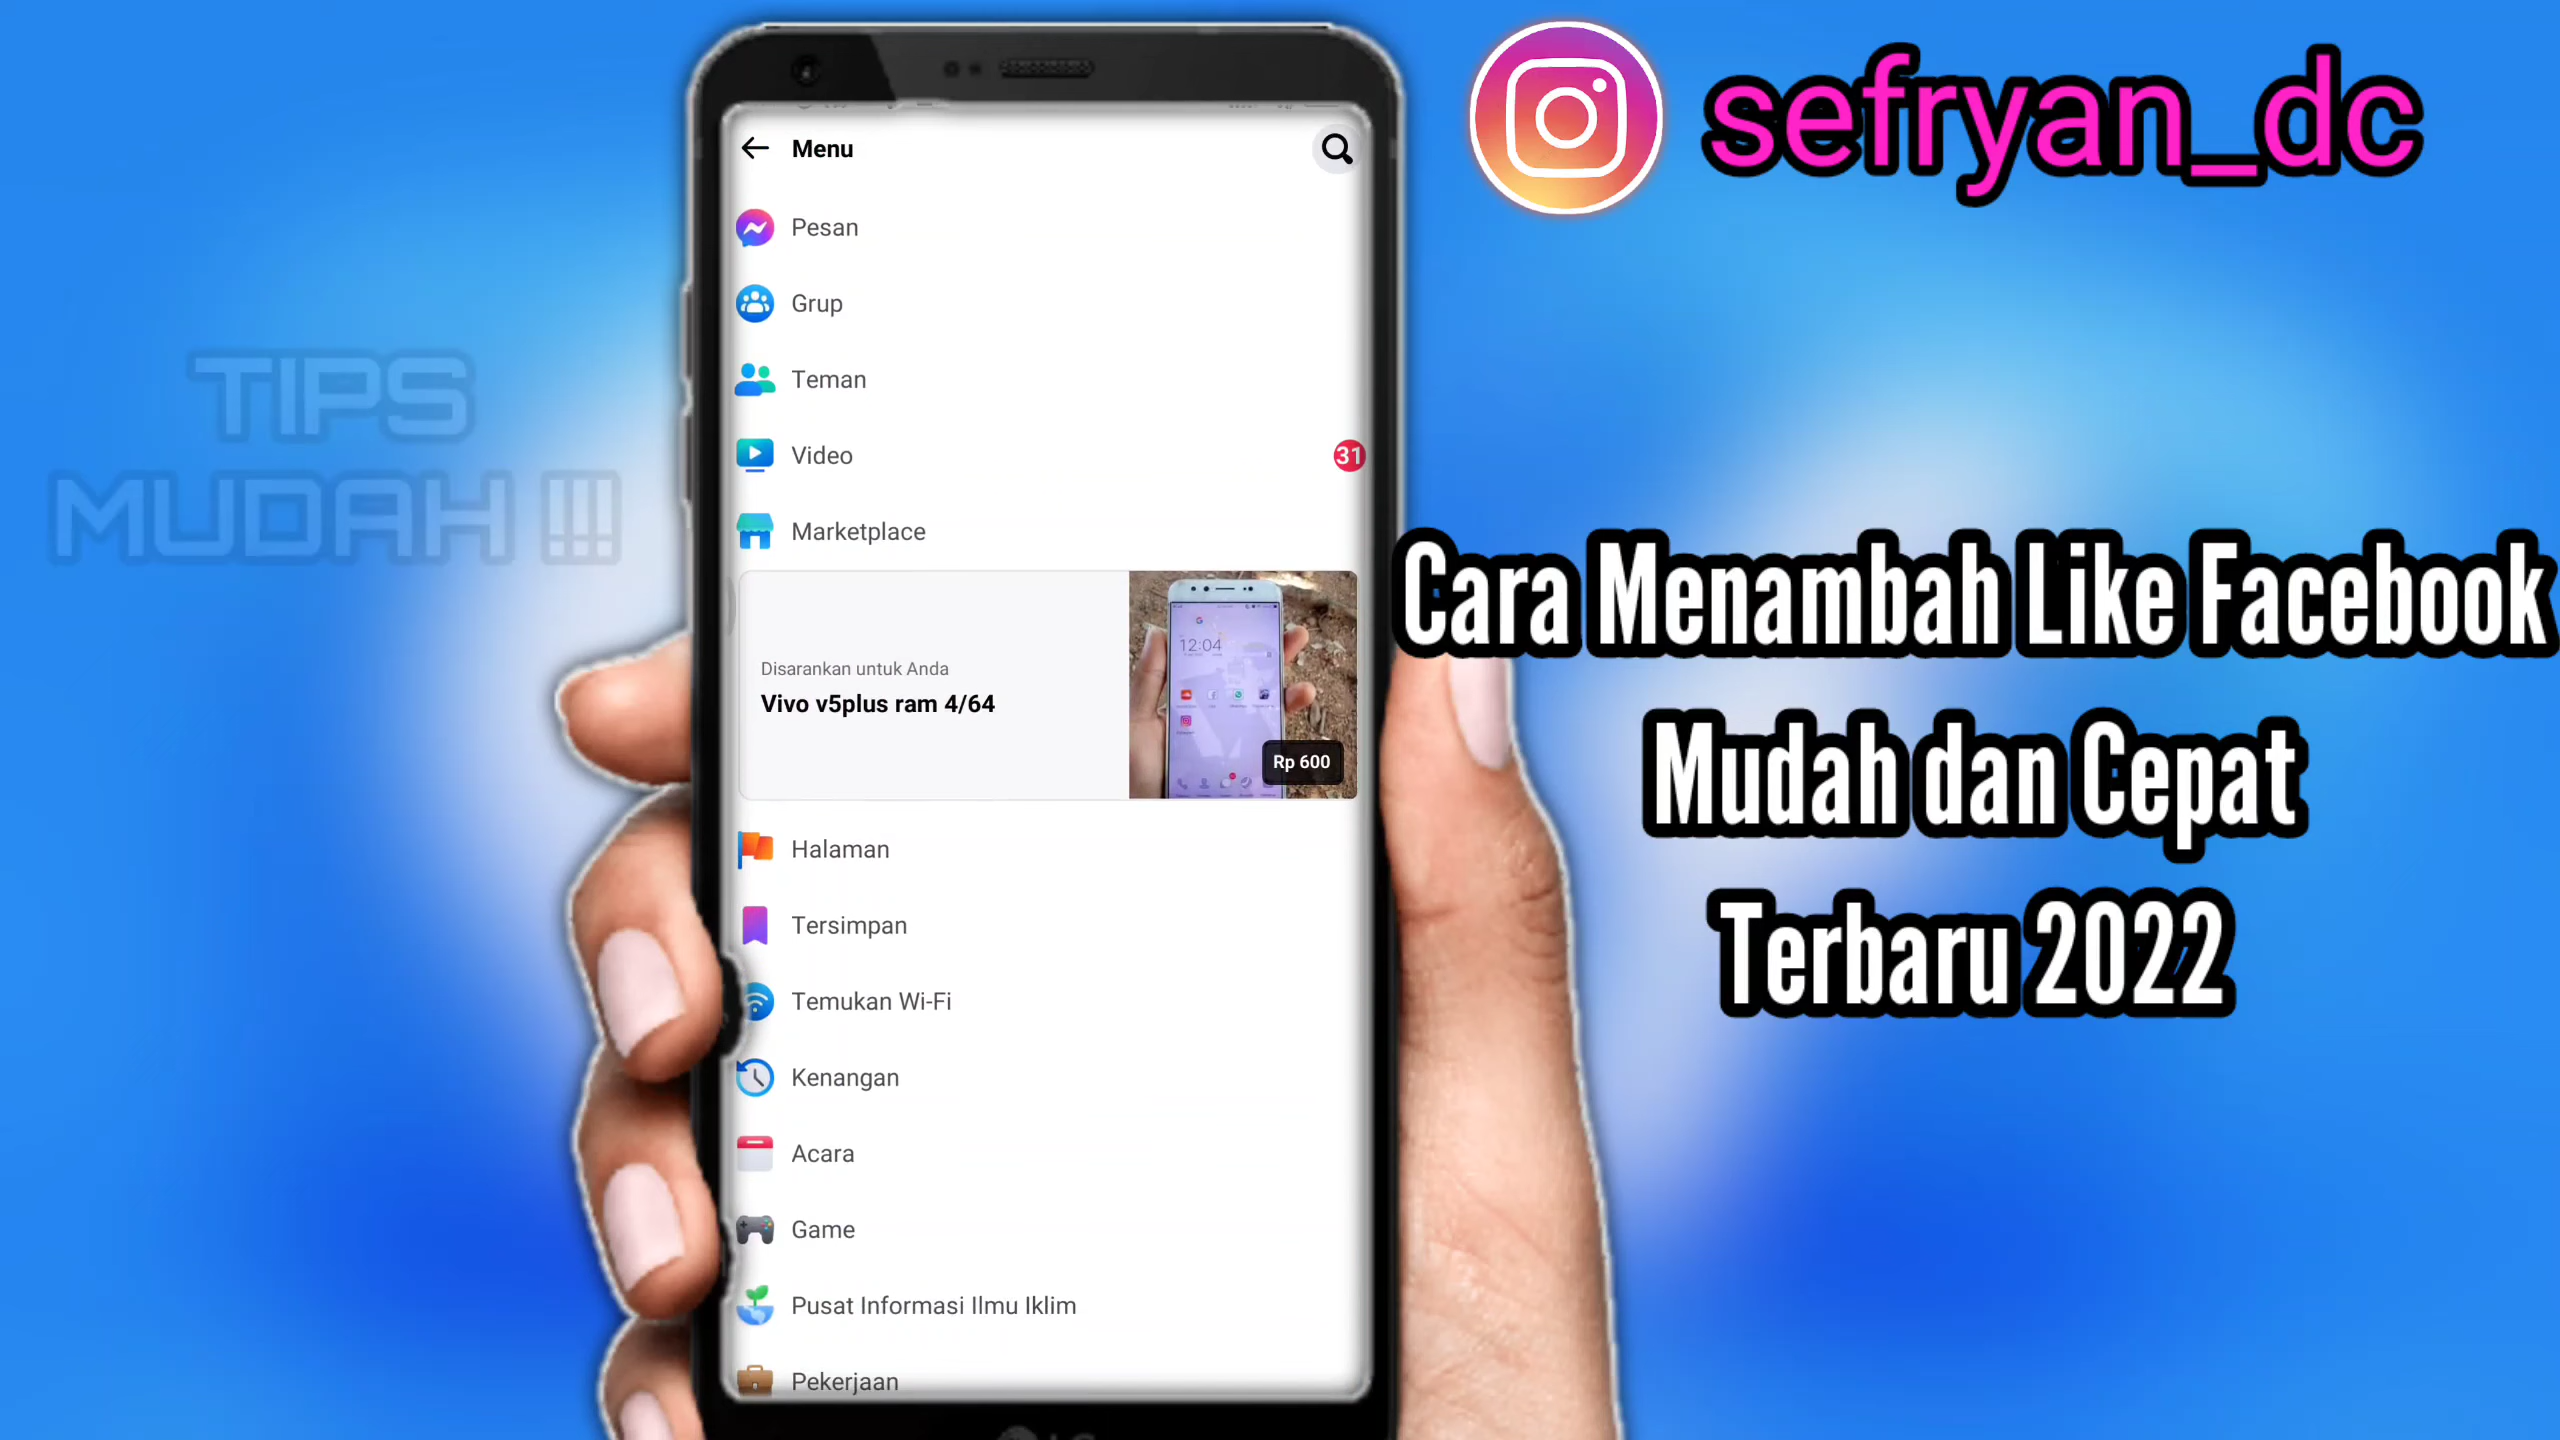 sefryan_dc
Menu
Pesan
Grup
Teman
Video
31
Marketplace
Disarankan untuk Anda
Vivo v5plus ram 4/64
12:04
Rp 600
Halaman
Tersimpan
Temukan Wi-Fi
Kenangan
Acara
Game
Pusat Informasi Ilmu Iklim
Pekerjaan
TIPS
MUDAH !!!
Cara Menambah Like Facebook
Mudah dan Cepat
Terbaru 2022